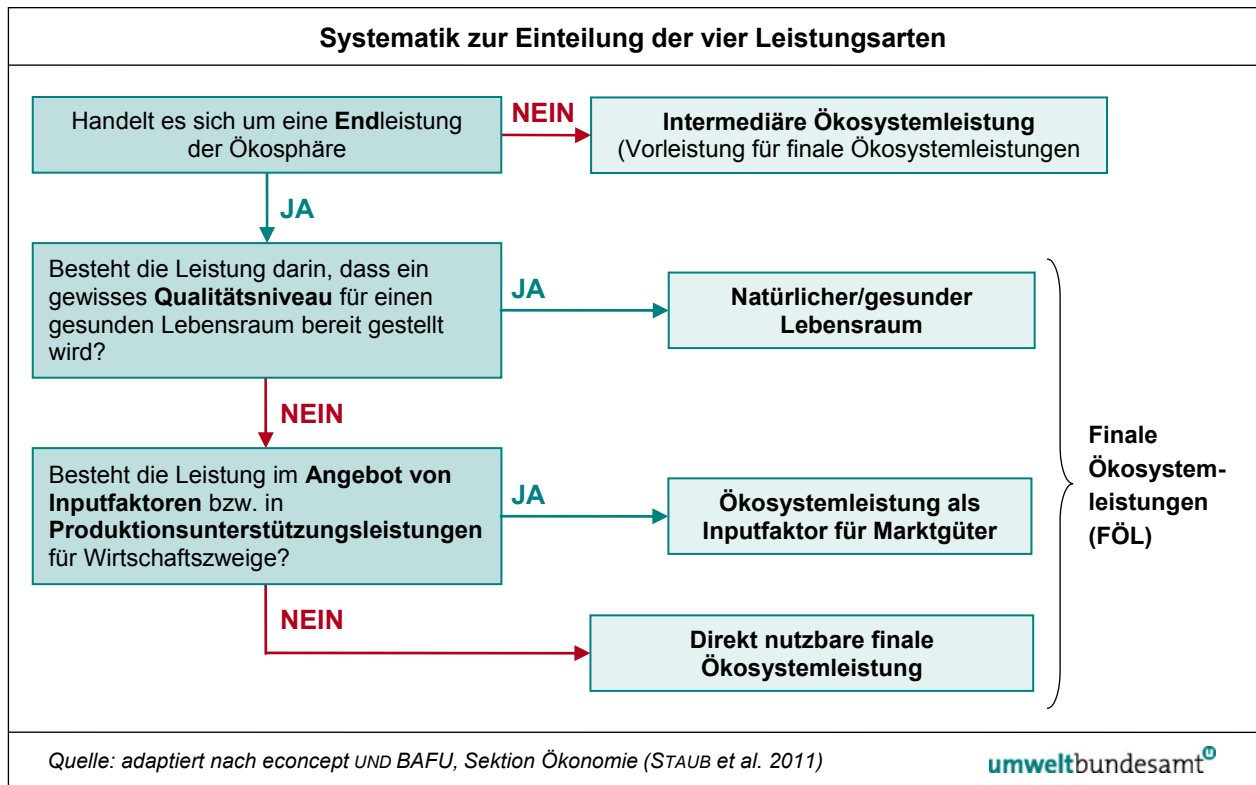 Systematik zur Einteilung der vier Leistungsarten
Handelt es sich um eine Endleistung
der Ökosphäre
NEIN
Intermediäre Ökosystemleistung
(Vorleistung für finale Ökosystemleistungen
JA
Besteht die Leistung darin, dass ein
gewisses Qualitätsniveau für einen
gesunden Lebensraum bereit gestellt
wird?
JA
Natürlicher/gesunder
Lebensraum
NEIN
Besteht die Leistung im Angebot von
Inputfaktoren bzw. in
Produktionsunterstützungsleistungen
für Wirtschaftszweige?
JA
Ökosystemleistung als
Inputfaktor für Marktgüter
NEIN
Direkt nutzbare finale
Ökosystemleistung
Finale
Ökosystem-
leistungen
(FÖL)
Quelle: adaptiert nach econcept UND BAFU, Sektion Ökonomie (STAUB et al. 2011)
umweltbundesamt u